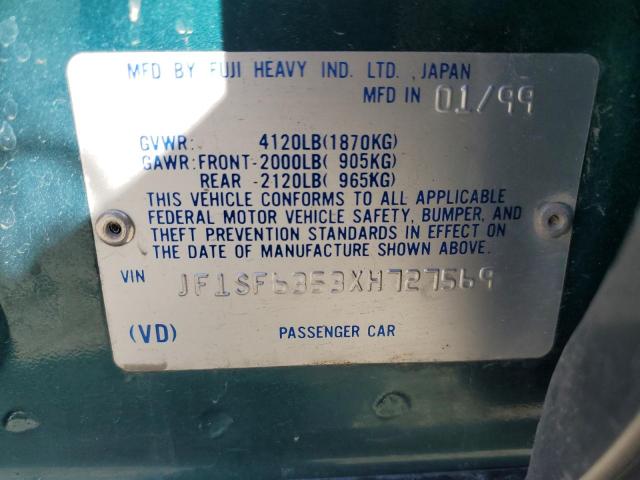 MFD BY FUJI HEAVY IND. LTD. ,JAPAN
MFD IN 01/99
GVWR: 4120LB(1870KG)
GAWR:FRONT-2000LB( 905KG)
REAR -2120LB( 965KG)
THIS VEHICLE CONFORMS TO ALL APPLICABLE
FEDERAL MOTOR VEHICLE SAFETY, BUMPER, AND
THEFT PREVENTION STANDARDS IN EFFECT ON
THE DATE OF MANUFACTURE SHOWN ABOVE.
VIN JF1SF6353XH727569
(VD) PASSENGER CAR